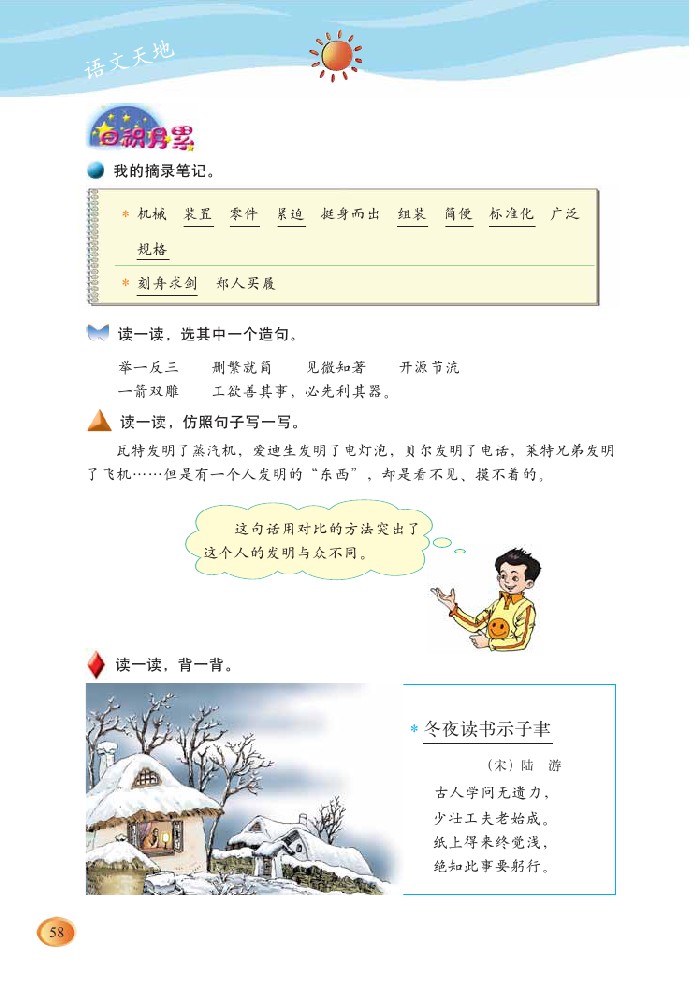 语文天地
日积月累
我的摘录笔记。
* 机械 装置 零件 紧迫 挺身而出 组装 简便 标准化 广泛
规格
* 刻舟求剑 郑人买履
读一读，选其中一个造句。
举一反三 删繁就简 见微知著 开源节流
一箭双雕 工欲善其事，必先利其器。
读一读，仿照句子写一写。
瓦特发明了蒸汽机，爱迪生发明了电灯泡，贝尔发明了电话，莱特兄弟发明
了飞机……但是有一个人发明的“东西”，却是看不见、摸不着的。
这句话用对比的方法突出了
这个人的发明与众不同。
读一读，背一背。
* 冬夜读书示子聿
（宋）陆 游
古人学问无遗力，
少壮工夫老始成。
纸上得来终觉浅，
绝知此事要躬行。
58